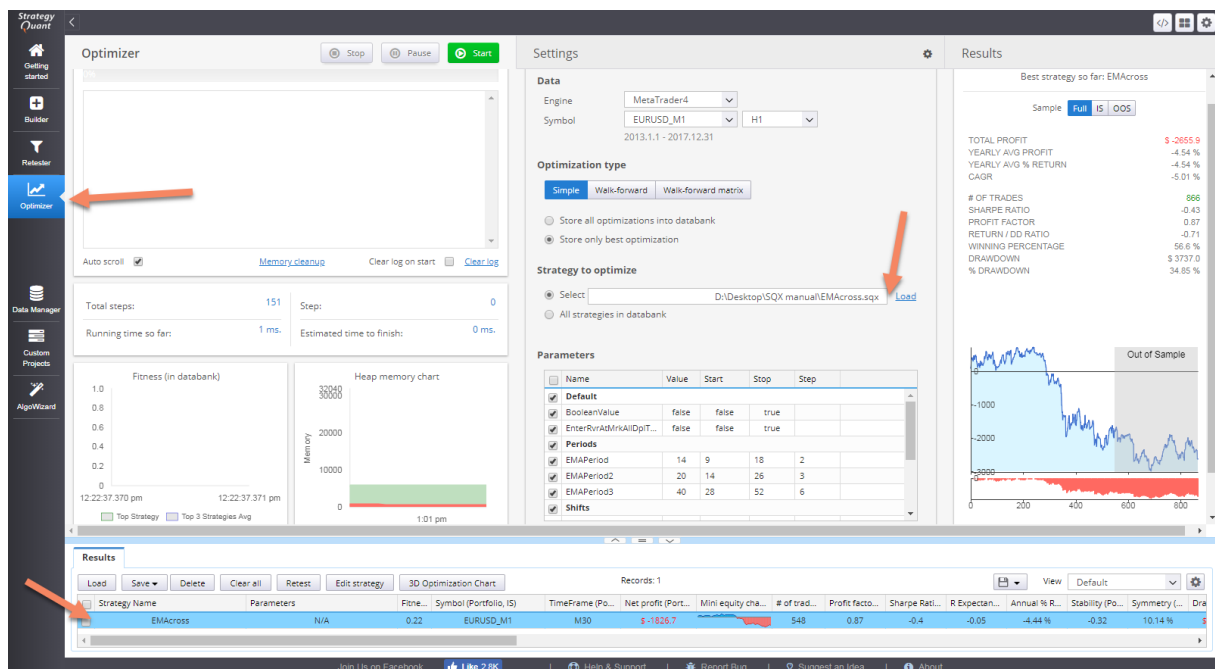 Strategy Quant
Getting started
Builder
Retester
Optimizer
Data Manager
Custom Projects
AlgoWizard
Optimizer
Stop
Pause
Start
0%
Auto scroll
Memory cleanup
Clear log on start
Clear log
Total steps: 151
Step: 0
Running time so far: 1 ms.
Estimated time to finish: 0 ms.
Fitness (in databank)
1.0
0.8
0.6
0.4
0.2
0
12:22:37.370 pm 12:22:37.371 pm
Top Strategy Top 3 Strategies Avg
Heap memory chart
Memory
32040
30000
20000
10000
0
1:01 pm
Settings
Data
Engine MetaTrader4
Symbol EURUSD_M1 H1
2013.1.1 - 2017.12.31
Optimization type
Simple Walk-forward Walk-forward matrix
Store all optimizations into databank
Store only best optimization
Strategy to optimize
Select D:\Desktop\SQX manual\EMAcross.sqx Load
All strategies in databank
Parameters
Name Value Start Stop Step
Default
BooleanValue false false true
EnterRvrAtMrkAllDplT... false false true
Periods
EMAPeriod 14 9 18 2
EMAPeriod2 20 14 26 3
EMAPeriod3 40 28 52 6
Shifts
Results
Best strategy so far: EMAcross
Sample Full IS OOS
TOTAL PROFIT $ -2655.9
YEARLY AVG PROFIT -4.54 %
YEARLY AVG % RETURN -4.54 %
CAGR -5.01 %
# OF TRADES 866
SHARPE RATIO -0.43
PROFIT FACTOR 0.87
RETURN / DD RATIO -0.71
WINNING PERCENTAGE 56.6 %
DRAWDOWN $ 3737.0
% DRAWDOWN 34.85 %
Out of Sample
0
-1000
-2000
-3000
0
0 200 400 600 800
Results
Load Save Delete Clear all Retest Edit strategy 3D Optimization Chart Records: 1 View Default
Strategy Name Parameters Fitne... Symbol (Portfolio, IS) TimeFrame (Po... Net profit (Port... Mini equity cha... # of trad... Profit facto... Sharpe Rati... R Expectan... Annual % R... Stability (Po... Symmetry (... Dra
EMAcross N/A 0.22 EURUSD_M1 M30 $ -1826.7 548 0.87 -0.4 -0.05 -4.44 % -0.32 10.14 % $
Join Us on Facebook Like 2.8K Help & Support Report Bug Suggest an Idea About